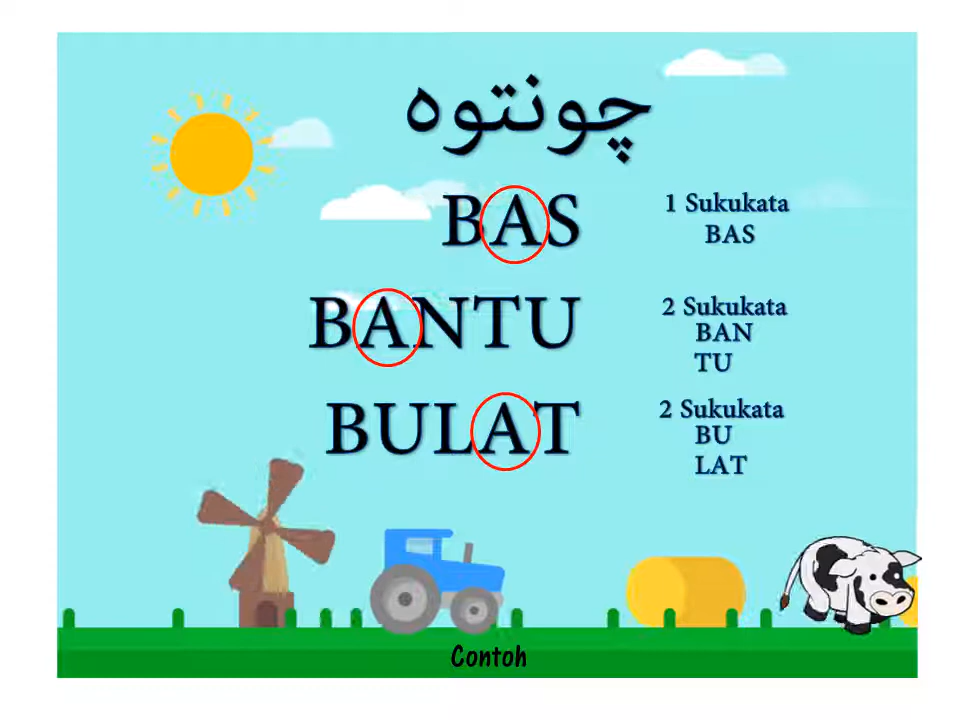 چونتوه
BAS
1 Sukukata
BAS
BANTU
2 Sukukata
BAN
TU
BULAT
2 Sukukata
BU
LAT
Contoh